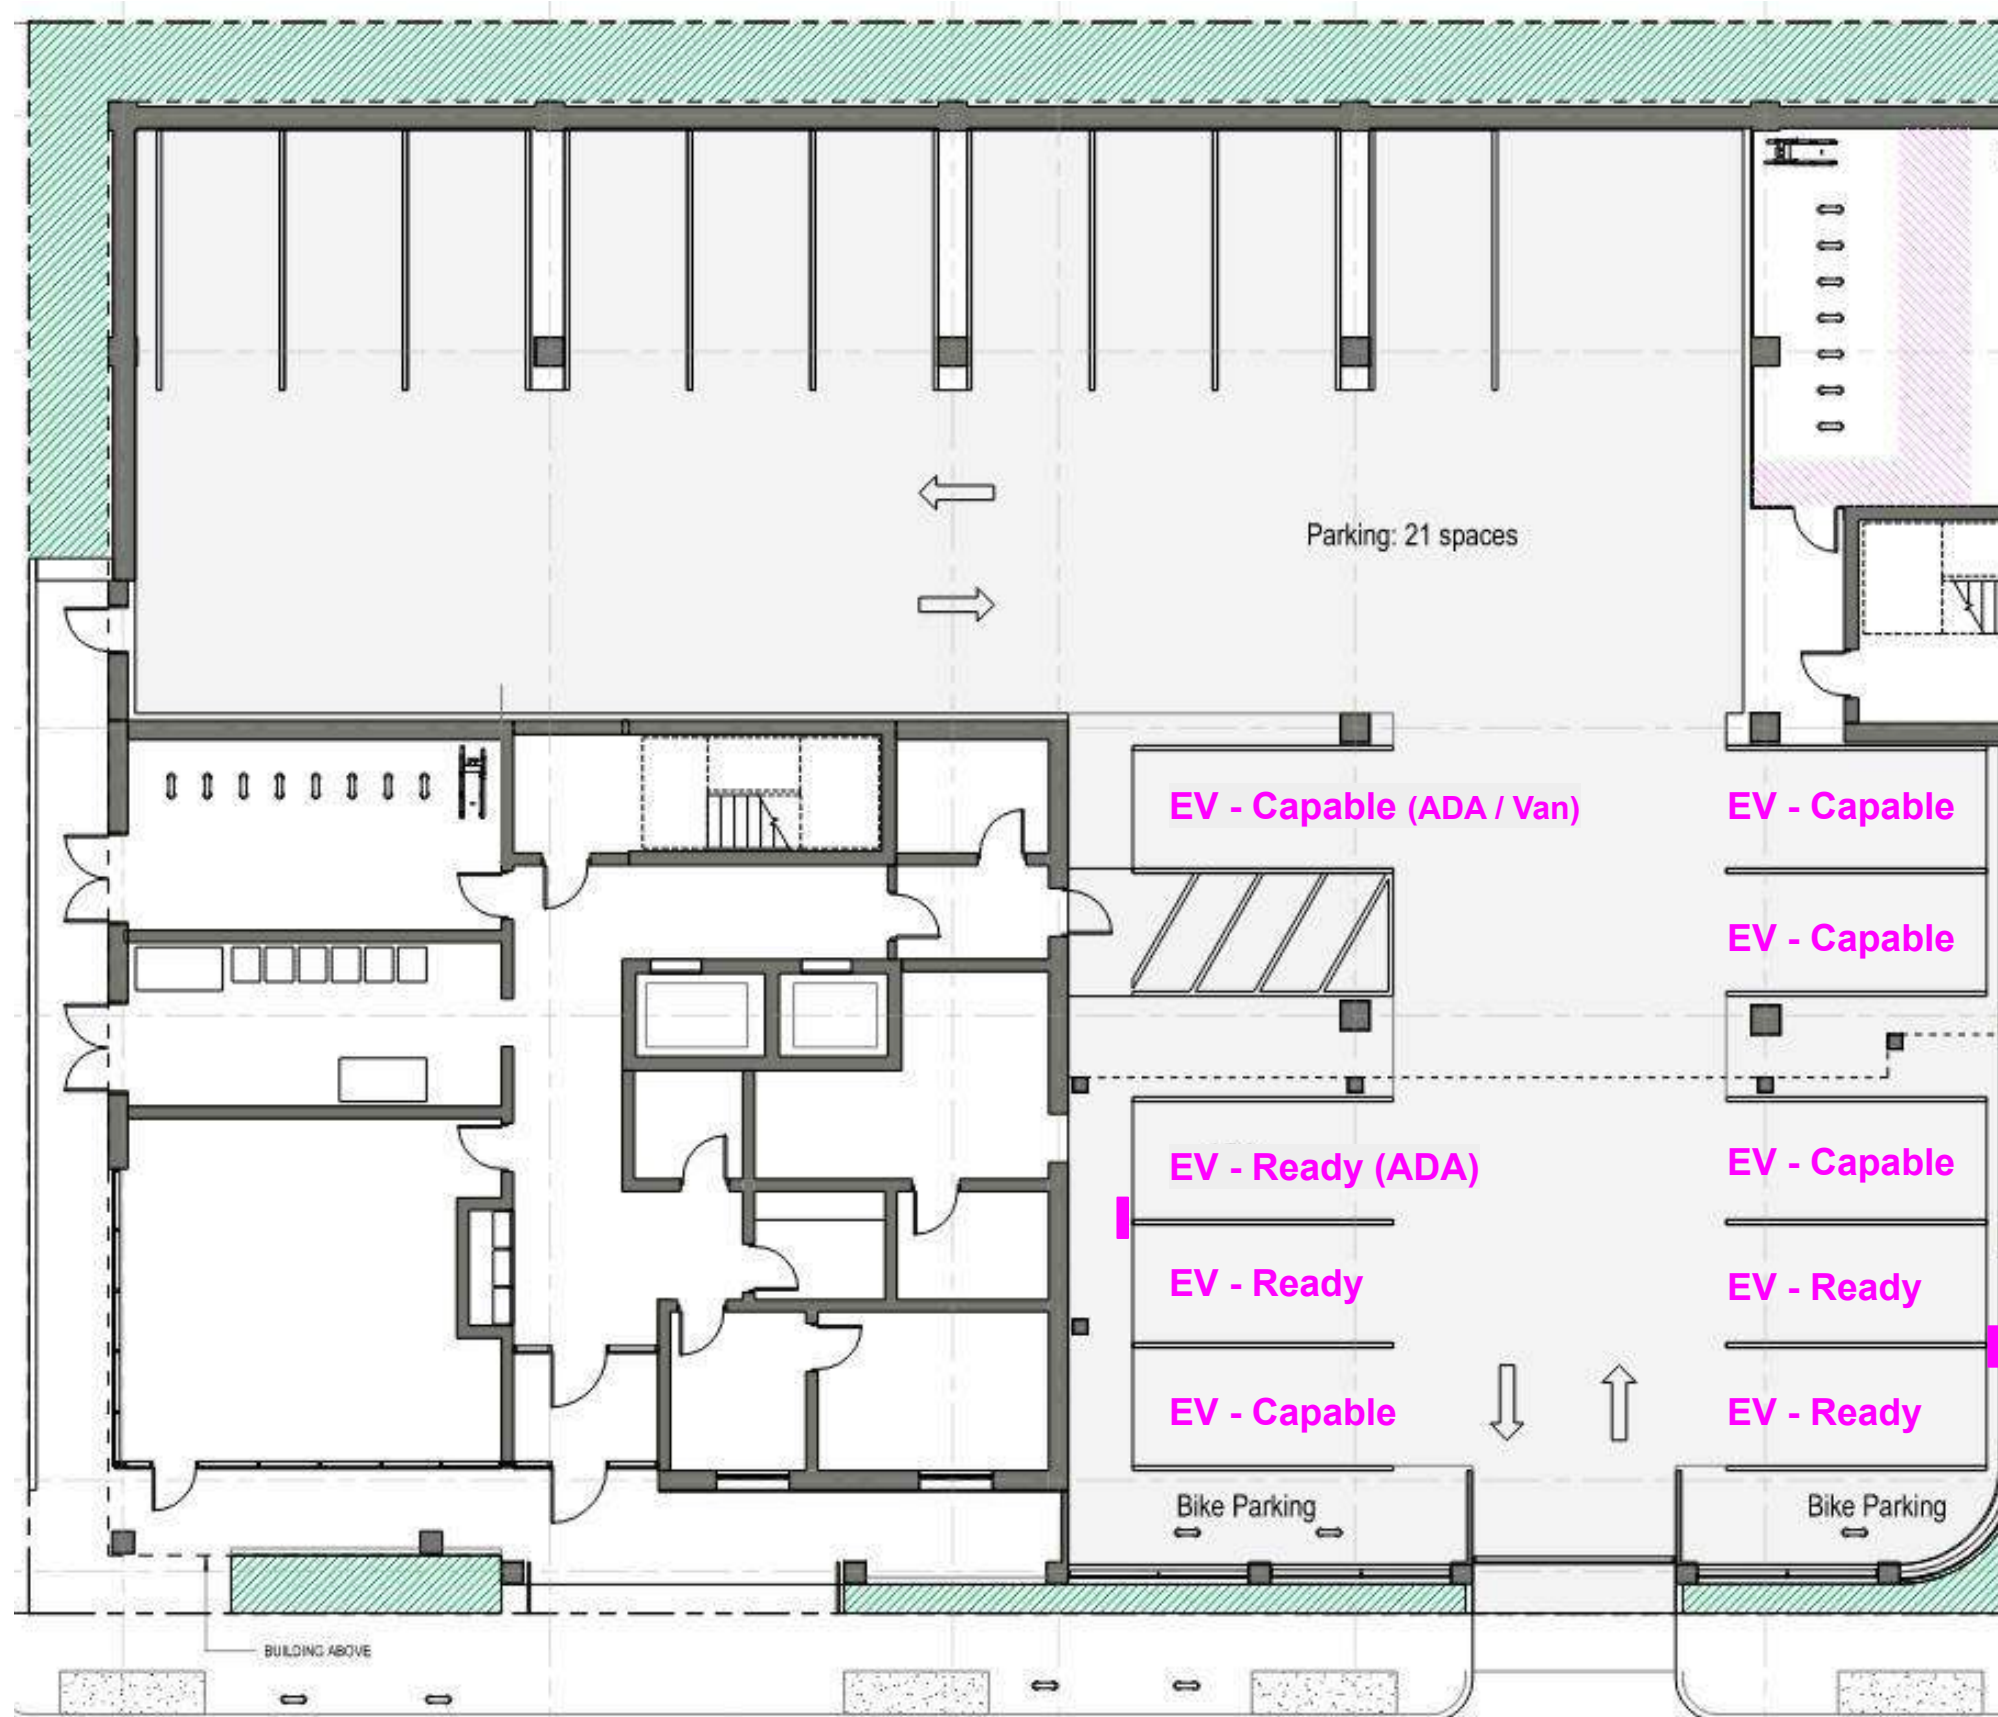 Parking: 21 spaces
EV - Capable (ADA / Van)
EV - Capable
EV - Capable
EV - Ready (ADA)
EV - Capable
EV - Ready
EV - Ready
EV - Capable
EV - Ready
Bike Parking
Bike Parking
BUILDING ABOVE